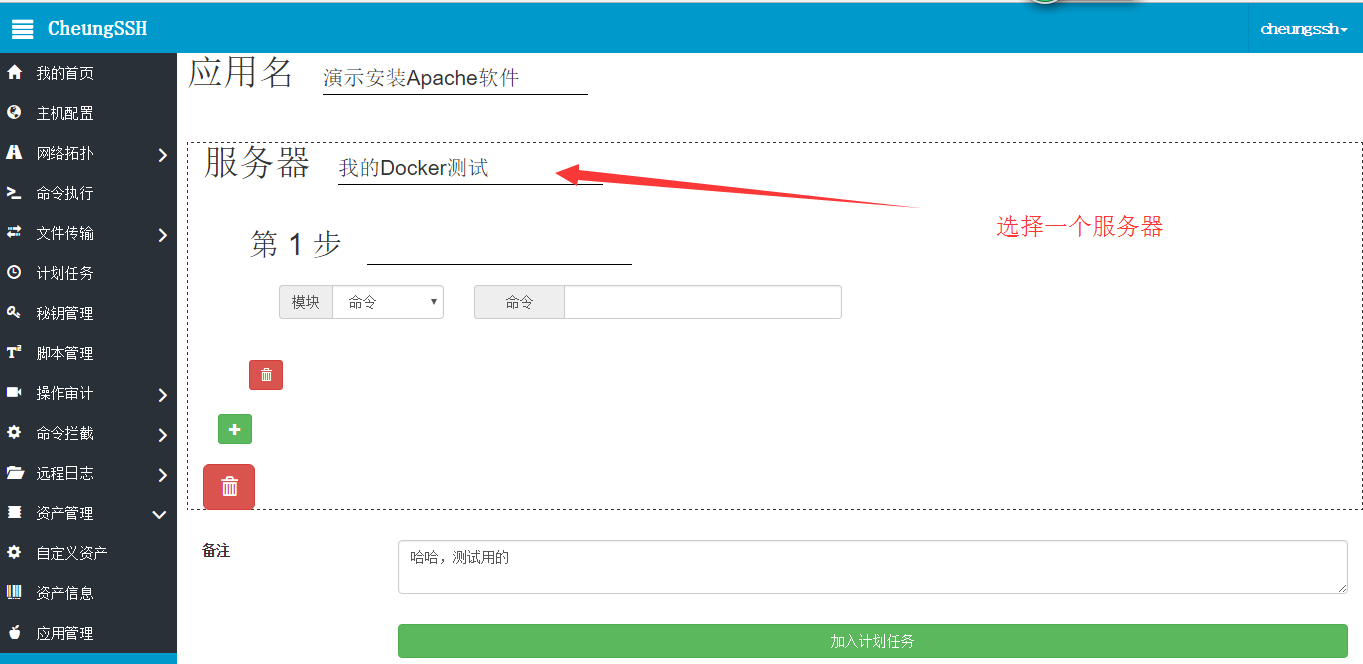 CheungSSH
cheungssh
我的首页
主机配置
网络拓扑
命令执行
文件传输
计划任务
秘钥管理
脚本管理
操作审计
命令拦截
远程日志
资产管理
自定义资产
资产信息
应用管理
应用名 演示安装Apache软件
服务器 我的Docker测试
选择一个服务器
第 1 步
模块 命令 命令
备注 哈哈，测试用的
加入计划任务